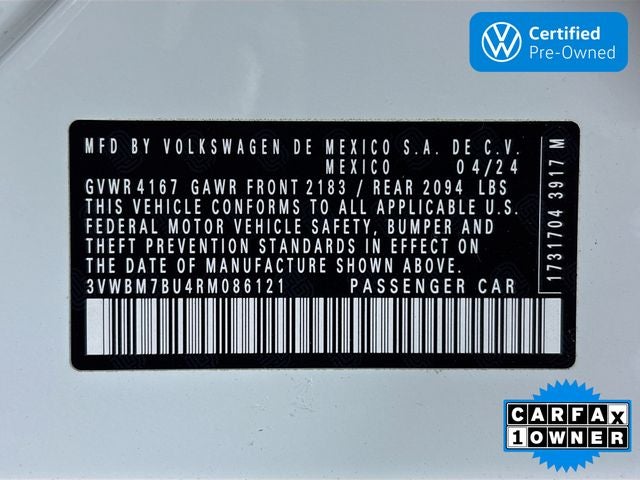 Certified
Pre-Owned
MFD BY VOLKSWAGEN DE MEXICO S.A. DE C.V.
MEXICO 04/24
GVWR 4167 GAWR FRONT 2183 / REAR 2094 LBS
THIS VEHICLE CONFORMS TO ALL APPLICABLE U.S.
FEDERAL MOTOR VEHICLE SAFETY, BUMPER AND
THEFT PREVENTION STANDARDS IN EFFECT ON
THE DATE OF MANUFACTURE SHOWN ABOVE.
3VWBM7BU4RM086121 PASSENGER CAR
1731704 3917 M
CARFAX
1 OWNER